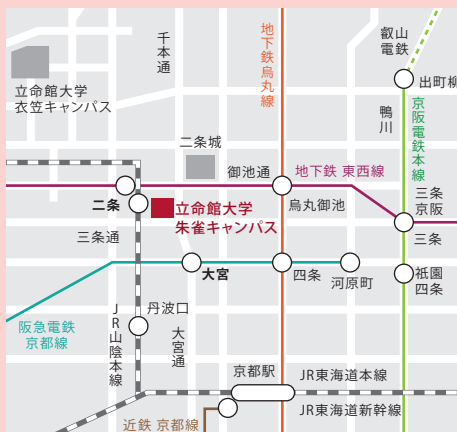 千本通
地下鉄烏丸線
叡山
電鉄
出町柳
立命館大学
衣笠キャンパス
鴨川
京阪電鉄本線
二条城
御池通
地下鉄 東西線
二条
立命館大学
朱雀キャンパス
烏丸御池
三条
京阪
三条
三条通
大宮
四条
河原町
祇園
四条
阪急電鉄
京都線
JR山陰本線
丹波口
大宮通
京都駅
JR東海道本線
JR東海道新幹線
近鉄 京都線